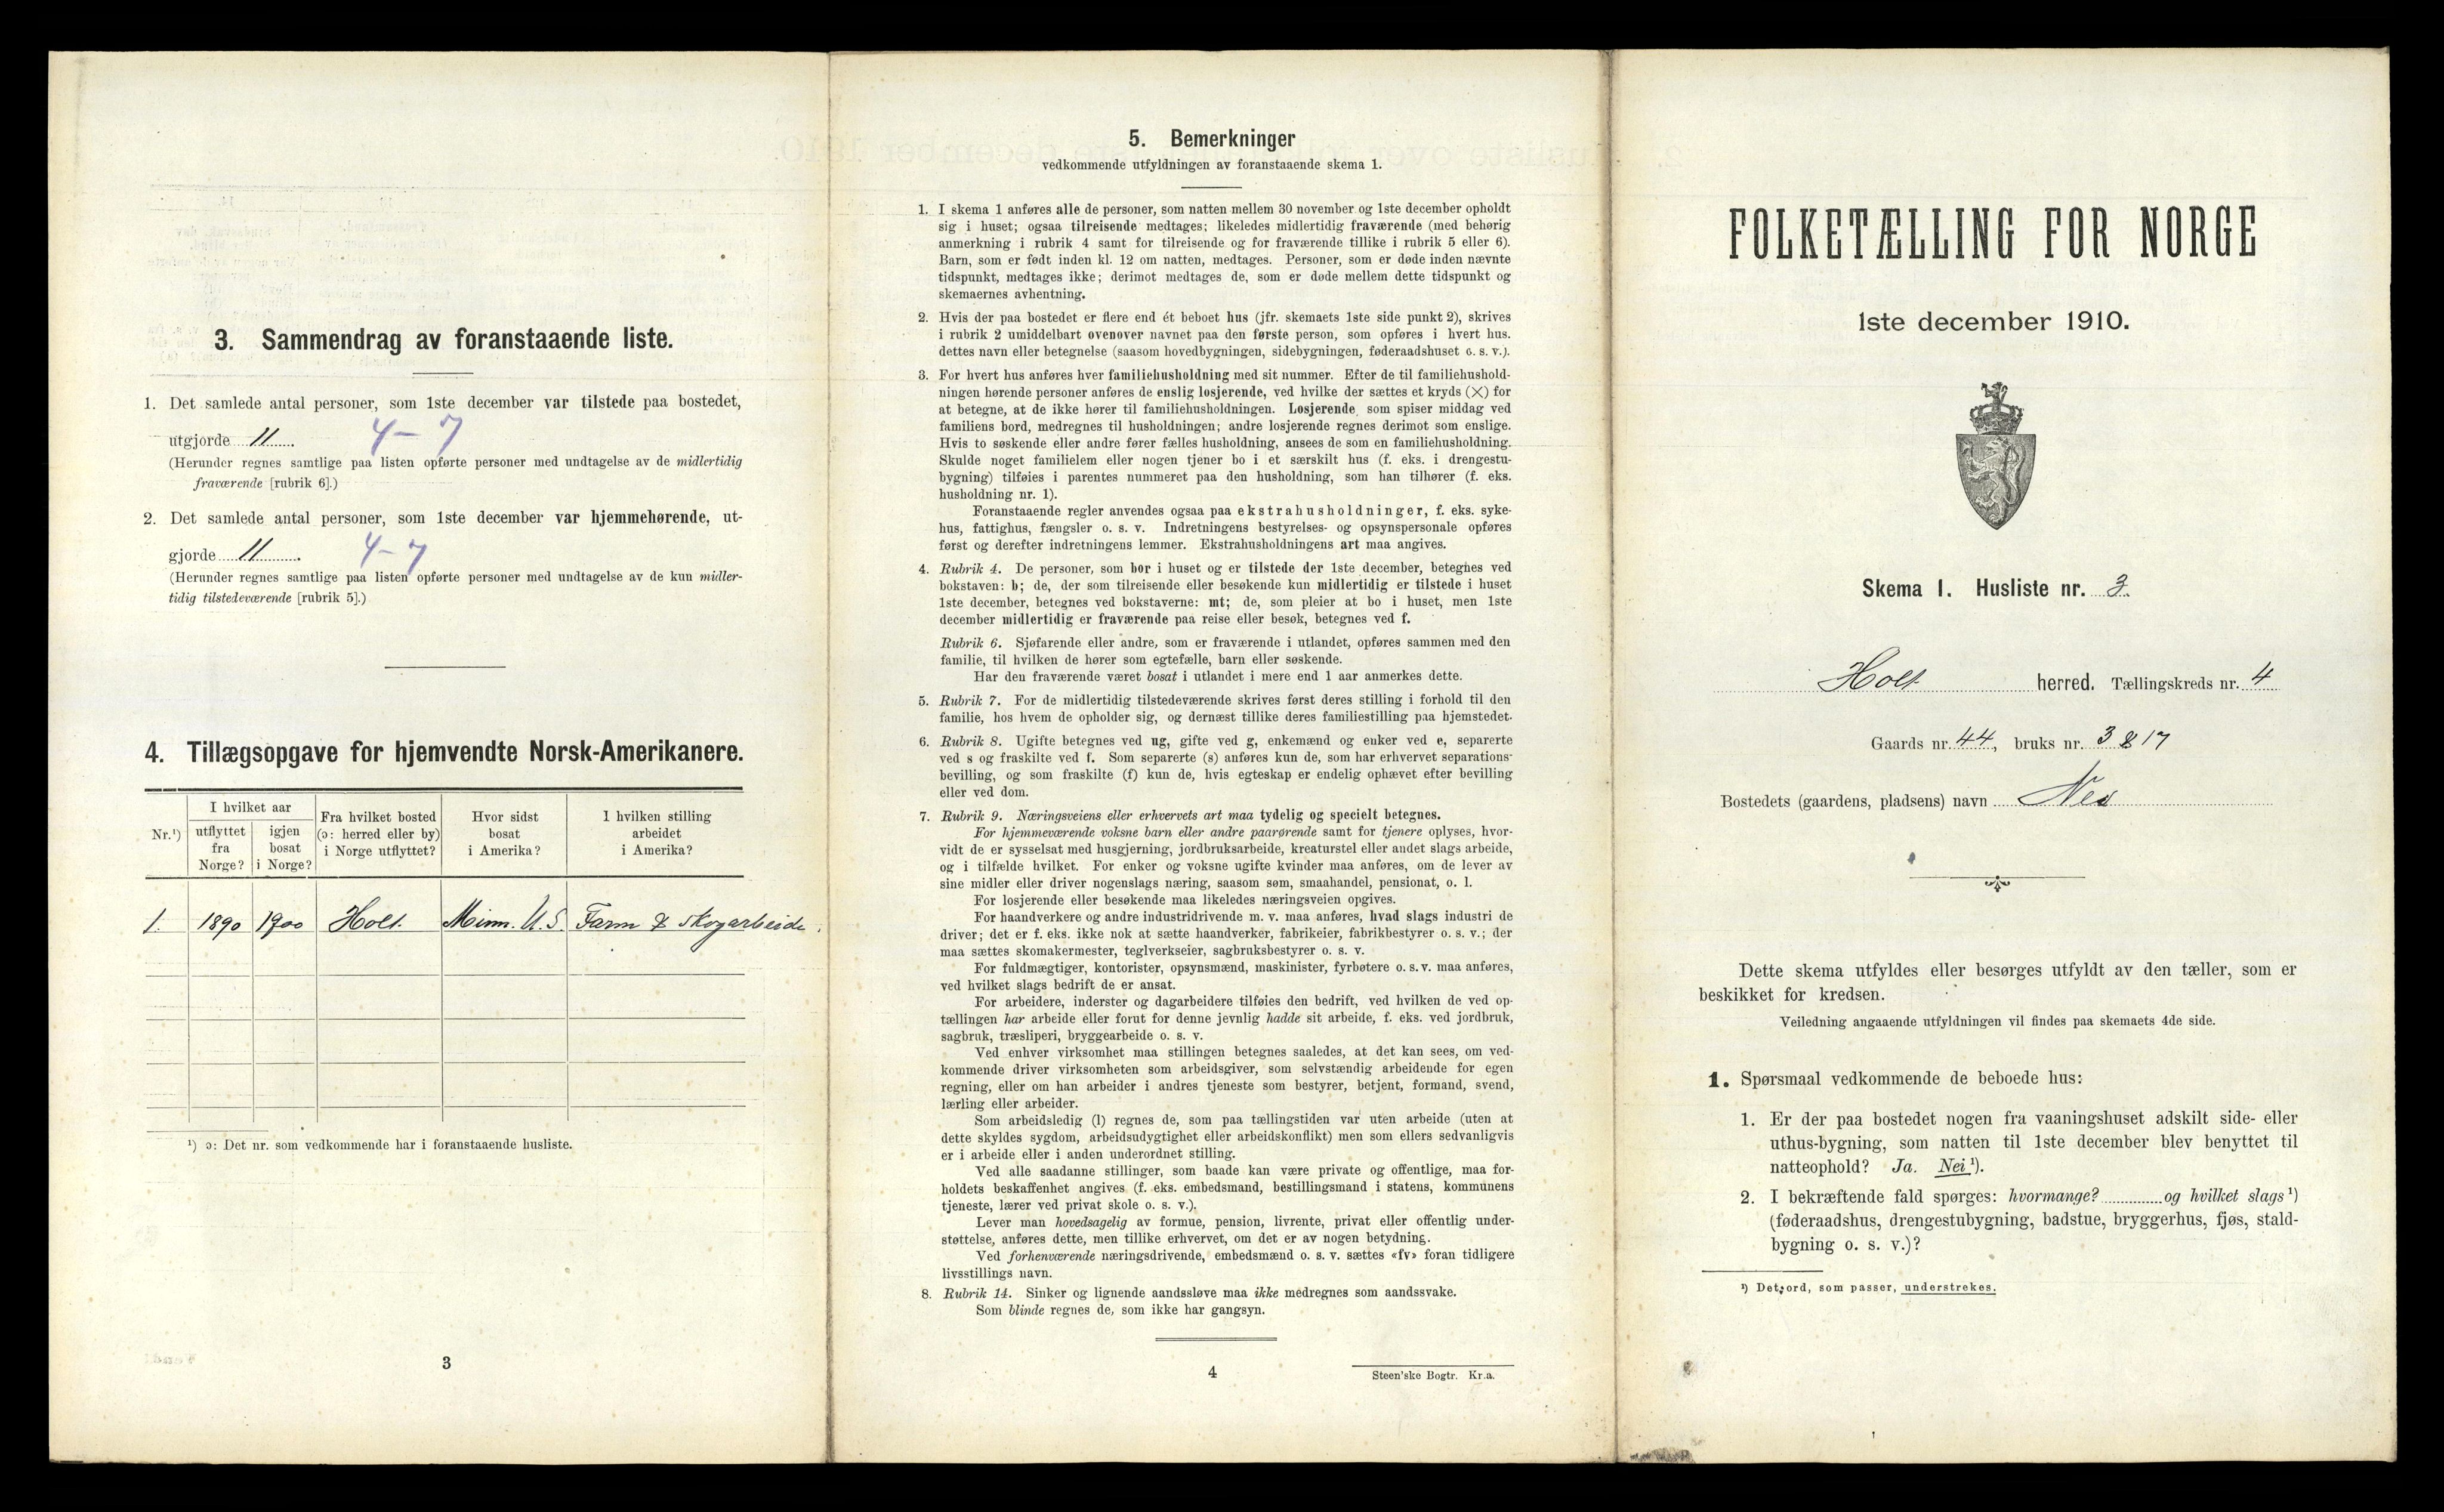 3. Sammendrag av foranstaaende liste.
1. Det samlede antal personer, som 1ste december var tilstede paa bostedet,
utgjorde 11. 4–7
(Herunder regnes samtlige paa listen opførte personer med undtagelse av de midlertidig
fraværende [rubrik 6].)
2. Det samlede antal personer, som 1ste december var hjemmehørende, ut-
gjorde 11. 4–7
(Herunder regnes samtlige paa listen opførte personer med undtagelse av de kun midler-
tidig tilstedeværende [rubrik 5].)
4. Tillægsopgave for hjemvendte Norsk-Amerikanere.
Nr.¹)
I hvilket aar
utflyttet
fra
Norge?
igjen
bosat
i Norge?
Fra hvilket bosted
(ɔ: herred eller by)
i Norge utflyttet?
Hvor sidst
bosat
i Amerika?
I hvilken stilling
arbeidet
i Amerika?
1. 1890 1900 Holt. Minn. U.S. Farm & skogarbeide.
¹) ɔ: Det nr. som vedkommende har i foranstaaende husliste.
3
5. Bemerkninger
vedkommende utfyldningen av foranstaaende skema 1.
1. I skema 1 anføres alle de personer, som natten mellem 30 november og 1ste december opholdt
sig i huset; ogsaa tilreisende medtages; likeledes midlertidig fraværende (med behørig
anmerkning i rubrik 4 samt for tilreisende og for fraværende tillike i rubrik 5 eller 6).
Barn, som er født inden kl. 12 om natten, medtages. Personer, som er døde inden nævnte
tidspunkt, medtages ikke; derimot medtages de, som er døde mellem dette tidspunkt og
skemaernes avhentning.
2. Hvis der paa bostedet er flere end ét beboet hus (jfr. skemaets 1ste side punkt 2), skrives
i rubrik 2 umiddelbart ovenover navnet paa den første person, som opføres i hvert hus.
dettes navn eller betegnelse (saasom hovedbygningen, sidebygningen, føderaadshuset o. s. v.).
3. For hvert hus anføres hver familiehusholdning med sit nummer. Efter de til familiehushold-
ningen hørende personer anføres de enslig losjerende, ved hvilke der sættes et kryds (×) for
at betegne, at de ikke hører til familiehusholdningen. Losjerende, som spiser middag ved
familiens bord, medregnes til husholdningen; andre losjerende regnes derimot som enslige.
Hvis to søskende eller andre fører fælles husholdning, ansees de som en familiehusholdning.
Skulde noget familielem eller nogen tjener bo i et særskilt hus (f. eks. i drengestu-
bygning) tilføies i parentes nummeret paa den husholdning, som han tilhører (f. eks.
husholdning nr. 1).
Foranstaaende regler anvendes ogsaa paa ekstrahusholdninger, f. eks. syke-
hus, fattighus, fængsler o. s. v. Indretningens bestyrelses- og opsynspersonale opføres
først og derefter indretningens lemmer. Ekstrahusholdningens art maa angives.
4. Rubrik 4. De personer, som bor i huset og er tilstede der 1ste december, betegnes ved
bokstaven: b; de, der som tilreisende eller besøkende kun midlertidig er tilstede i huset
1ste december, betegnes ved bokstaverne: mt; de, som pleier at bo i huset, men 1ste
december midlertidig er fraværende paa reise eller besøk, betegnes ved f.
Rubrik 6. Sjøfarende eller andre, som er fraværende i utlandet, opføres sammen med den
familie, til hvilken de hører som egtefælle, barn eller søskende.
Har den fraværende været bosat i utlandet i mere end 1 aar anmerkes dette.
5. Rubrik 7. For de midlertidig tilstedeværende skrives først deres stilling i forhold til den
familie, hos hvem de opholder sig, og dernæst tillike deres familiestilling paa hjemstedet.
6. Rubrik 8. Ugifte betegnes ved ug, gifte ved g, enkemænd og enker ved e, separerte
ved s og fraskilte ved f. Som separerte (s) anføres kun de, som har erhvervet separations-
bevilling, og som fraskilte (f) kun de, hvis egteskap er endelig ophævet efter bevilling
eller ved dom.
7. Rubrik 9. Næringsveiens eller erhvervets art maa tydelig og specielt betegnes.
For hjemmeværende voksne barn eller andre paarørende samt for tjenere oplyses, hvor-
vidt de er sysselsat med husgjerning, jordbruksarbeide, kreaturstel eller andet slags arbeide,
og i tilfælde hvilket. For enker og voksne ugifte kvinder maa anføres, om de lever av
sine midler eller driver nogenslags næring, saasom søm, smaahandel, pensionat, o. l.
For losjerende eller besøkende maa likeledes næringsveien opgives.
For haandverkere og andre industridrivende m. v. maa anføres, hvad slags industri de
driver; det er f. eks. ikke nok at sætte haandverker, fabrikeier, fabrikbestyrer o. s. v.; der
maa sættes skomakermester, teglverkseier, sagbruksbestyrer o. s. v.
For fuldmægtiger, kontorister, opsynsmænd, maskinister, fyrbøtere o. s. v. maa anføres,
ved hvilket slags bedrift de er ansat.
For arbeidere, inderster og dagarbeidere tilføies den bedrift, ved hvilken de ved op-
tællingen har arbeide eller forut for denne jevnlig hadde sit arbeide, f. eks. ved jordbruk,
sagbruk, træsliperi, bryggearbeide o. s. v.
Ved enhver virksomhet maa stillingen betegnes saaledes, at det kan sees, om ved-
kommende driver virksomheten som arbeidsgiver, som selvstændig arbeidende for egen
regning, eller om han arbeider i andres tjeneste som bestyrer, betjent, formand, svend,
lærling eller arbeider.
Som arbeidsledig (l) regnes de, som paa tællingstiden var uten arbeide (uten at
dette skyldes sygdom, arbeidsudygtighet eller arbeidskonflikt) men som ellers sedvanligvis
er i arbeide eller i anden underordnet stilling.
Ved alle saadanne stillinger, som baade kan være private og offentlige, maa for-
holdets beskaffenhet angives (f. eks. embedsmand, bestillingsmand i statens, kommunens
tjeneste, lærer ved privat skole o. s. v.).
Lever man hovedsagelig av formue, pension, livrente, privat eller offentlig under-
støttelse, anføres dette, men tillike erhvervet, om det er av nogen betydning.
Ved forhenværende næringsdrivende, embedsmænd o. s. v. sættes «fv» foran tidligere
livsstillings navn.
8. Rubrik 14. Sinker og lignende aandssløve maa ikke medregnes som aandssvake.
Som blinde regnes de, som ikke har gangsyn.
4
Steen'ske Bogtr. Kr.a.
FOLKETÆLLING FOR NORGE
1ste december 1910.
Skema 1. Husliste nr. 3.
Holt herred. Tællingskreds nr. 4
Gaards nr. 44, bruks nr. 3 & 17
Bostedets (gaardens, pladsens) navn Nes
Dette skema utfyldes eller besørges utfyldt av den tæller, som er
beskikket for kredsen.
Veiledning angaaende utfyldningen vil findes paa skemaets 4de side.
1. Spørsmaal vedkommende de beboede hus:
1. Er der paa bostedet nogen fra vaaningshuset adskilt side- eller
uthus-bygning, som natten til 1ste december blev benyttet til
natteophold? Ja. Nei ¹).
2. I bekræftende fald spørges: hvormange? og hvilket slags ¹)
(føderaadshus, drengestubygning, badstue, bryggerhus, fjøs, stald-
bygning o. s. v.)?
¹) Det ord, som passer, understrekes.